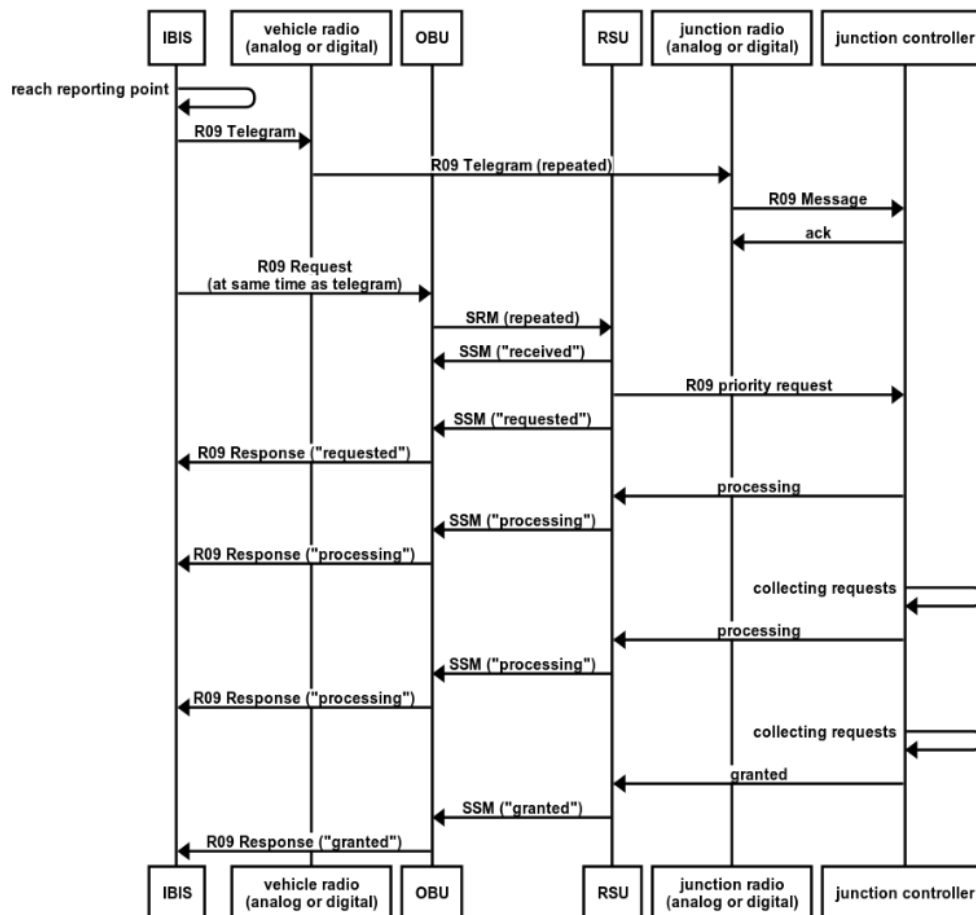 IBIS
vehicle radio
(analog or digital)
OBU
RSU
junction radio
(analog or digital)
junction controller
reach reporting point
R09 Telegram
R09 Telegram (repeated)
R09 Message
ack
R09 Request
(at same time as telegram)
SRM (repeated)
SSM ("received")
R09 priority request
SSM ("requested")
R09 Response ("requested")
processing
SSM ("processing")
R09 Response ("processing")
collecting requests
processing
SSM ("processing")
R09 Response ("processing")
collecting requests
granted
SSM ("granted")
R09 Response ("granted")
IBIS
vehicle radio
(analog or digital)
OBU
RSU
junction radio
(analog or digital)
junction controller